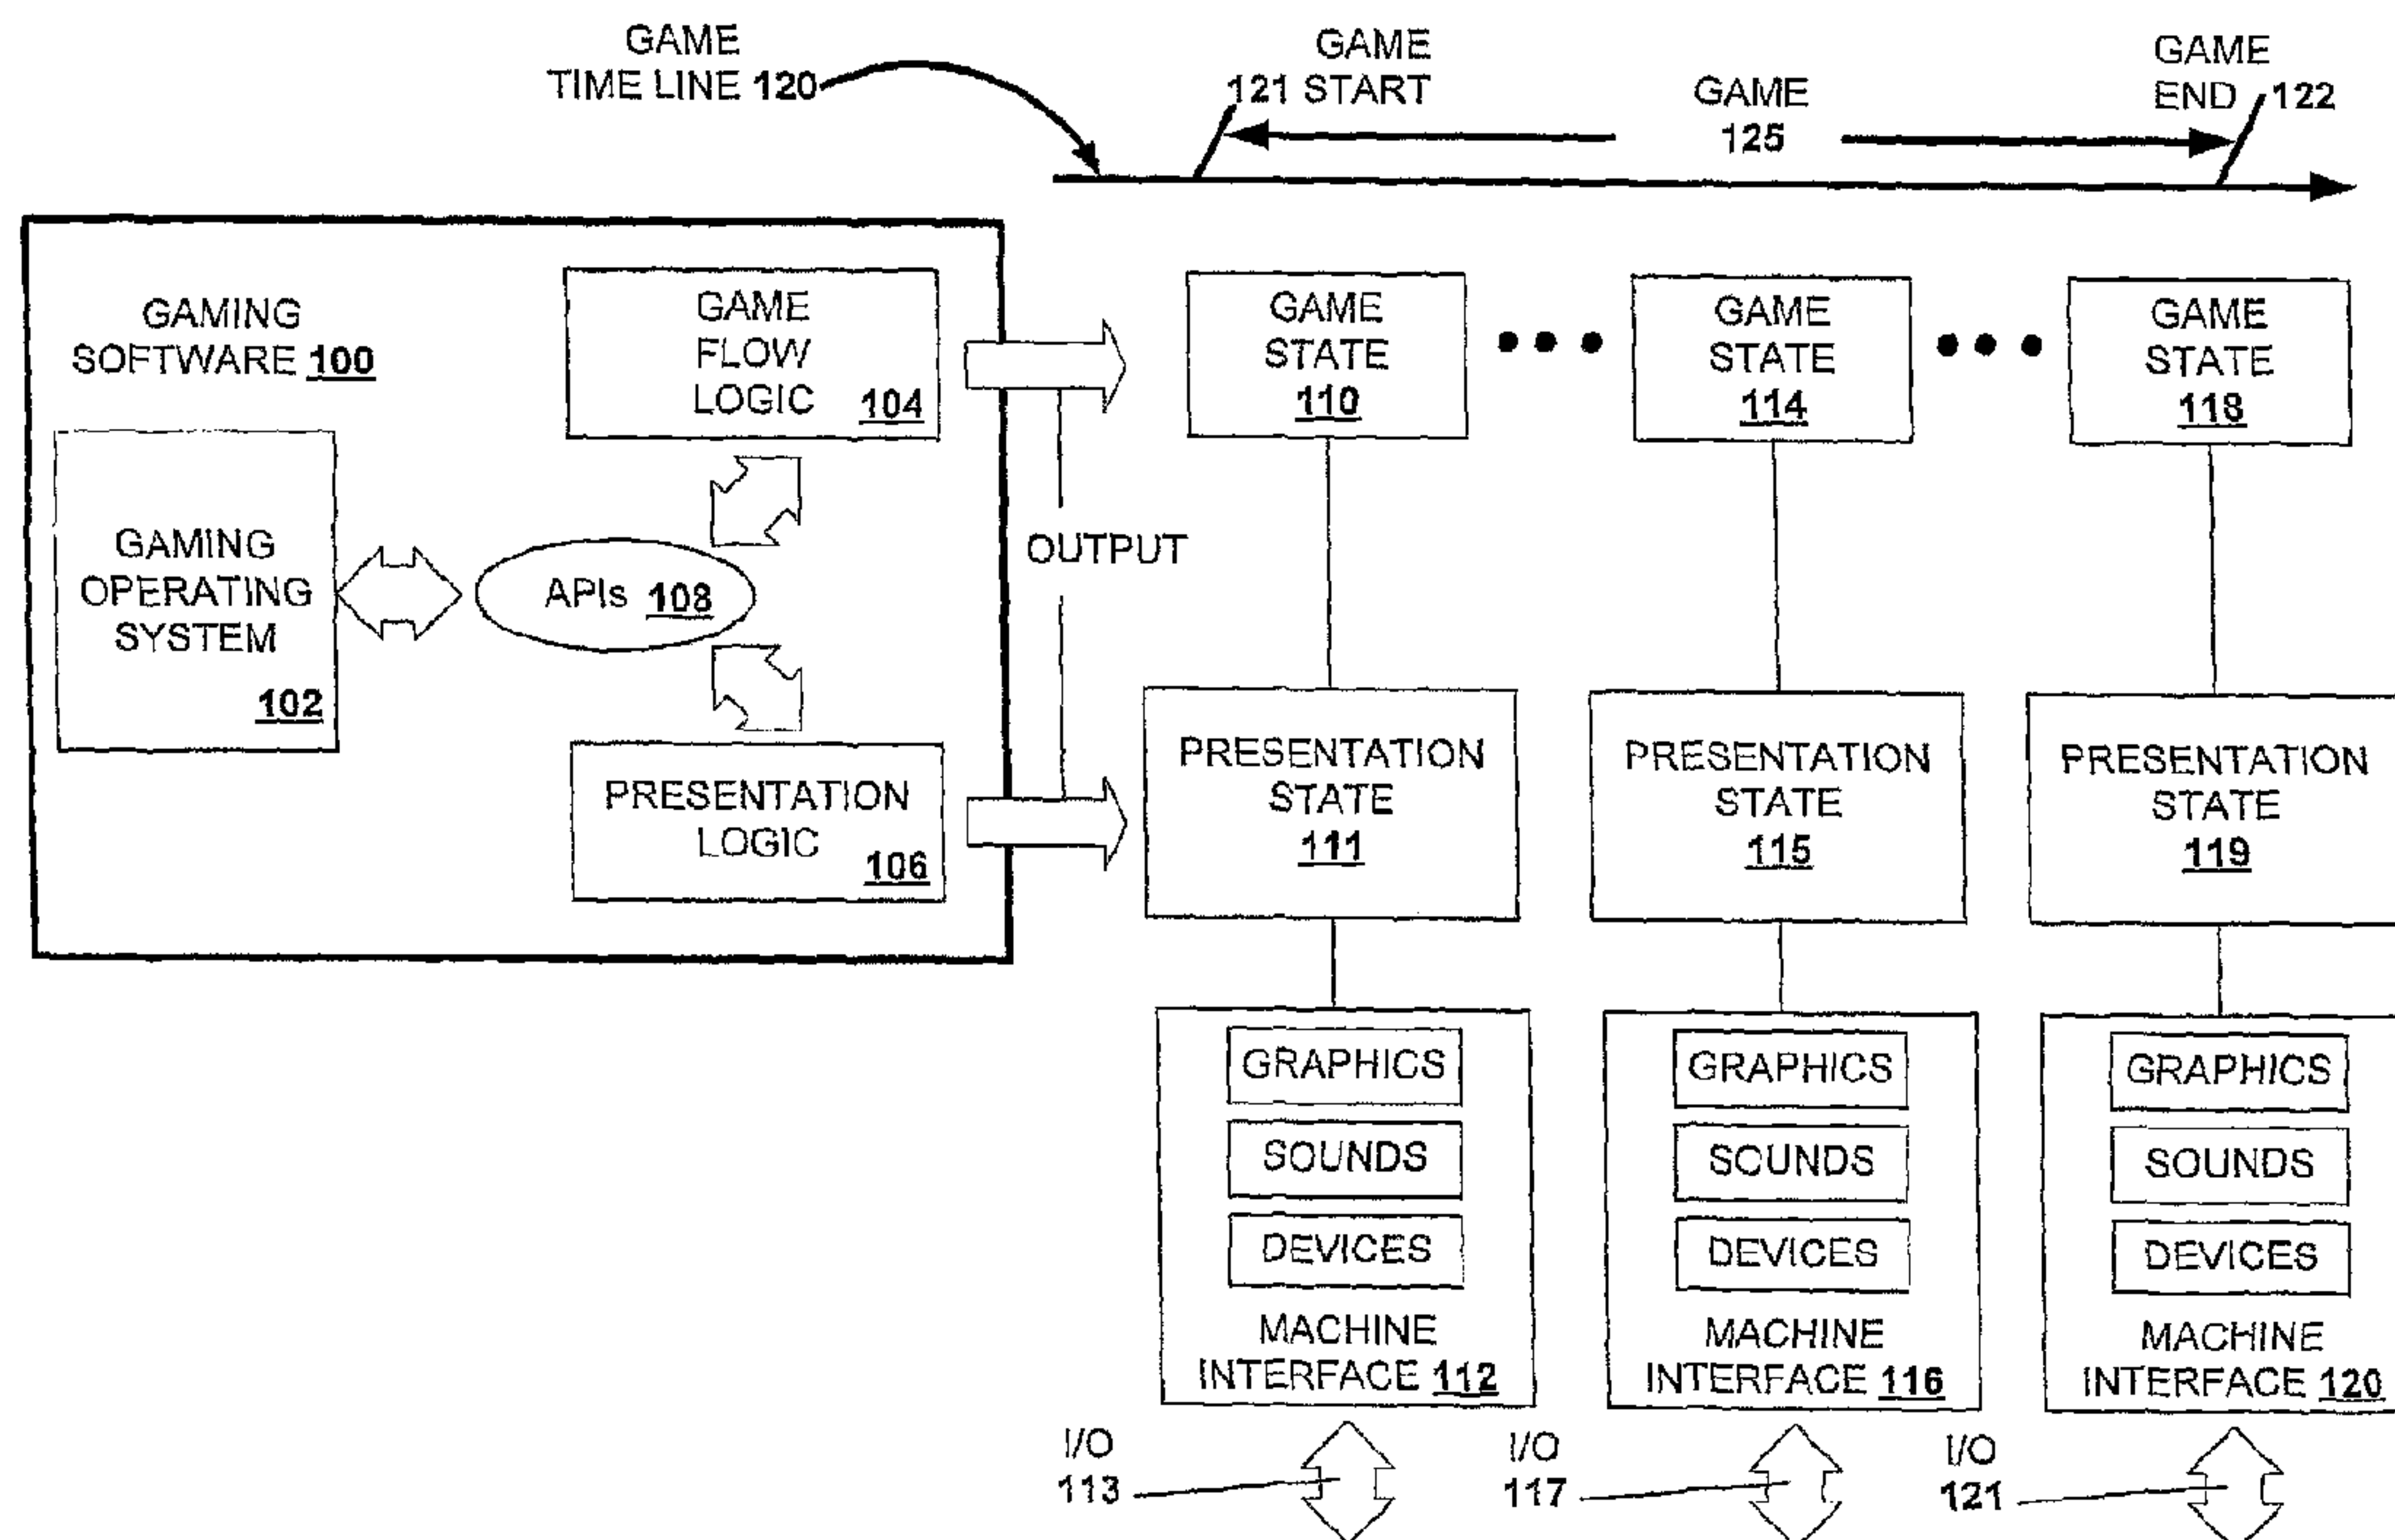 GAME
TIME LINE 120
GAME
121 START
GAME
125
GAME
END 122
GAMING
SOFTWARE 100
GAME
FLOW
LOGIC 104
GAMING
OPERATING
SYSTEM
102
APIs 108
PRESENTATION
LOGIC
106
OUTPUT
GAME
STATE
110
GAME
STATE
114
GAME
STATE
118
PRESENTATION
STATE
111
PRESENTATION
STATE
115
PRESENTATION
STATE
119
GRAPHICS
SOUNDS
DEVICES
MACHINE
INTERFACE 112
GRAPHICS
SOUNDS
DEVICES
MACHINE
INTERFACE 116
GRAPHICS
SOUNDS
DEVICES
MACHINE
INTERFACE 120
I/O
113
I/O
117
I/O
121